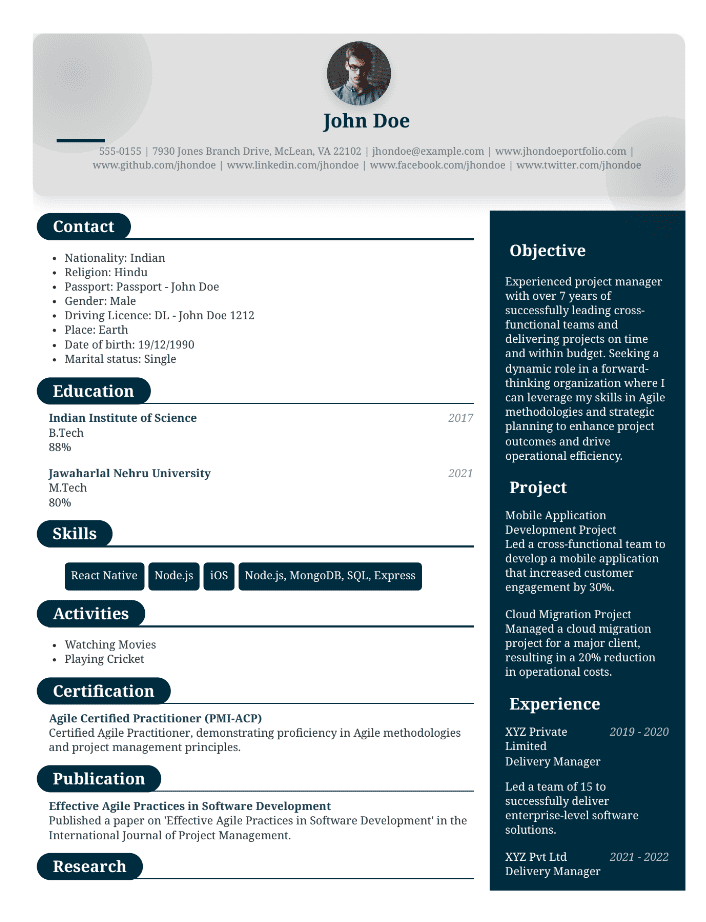 John Doe
555-0155 | 7930 Jones Branch Drive, McLean, VA 22102 | jhondoe@example.com | www.jhondoeportfolio.com |
www.github.com/jhondoe | www.linkedin.com/jhondoe | www.facebook.com/jhondoe | www.twitter.com/jhondoe
Contact
• Nationality: Indian
• Religion: Hindu
• Passport: Passport - John Doe
• Gender: Male
• Driving Licence: DL - John Doe 1212
• Place: Earth
• Date of birth: 19/12/1990
• Marital status: Single
Education
Indian Institute of Science 2017
B.Tech
88%
Jawaharlal Nehru University 2021
M.Tech
80%
Skills
React Native Node.js iOS Node.js, MongoDB, SQL, Express
Activities
• Watching Movies
• Playing Cricket
Certification
Agile Certified Practitioner (PMI-ACP)
Certified Agile Practitioner, demonstrating proficiency in Agile methodologies
and project management principles.
Publication
Effective Agile Practices in Software Development
Published a paper on 'Effective Agile Practices in Software Development' in the
International Journal of Project Management.
Research
Objective
Experienced project manager
with over 7 years of
successfully leading cross-
functional teams and
delivering projects on time
and within budget. Seeking a
dynamic role in a forward-
thinking organization where I
can leverage my skills in Agile
methodologies and strategic
planning to enhance project
outcomes and drive
operational efficiency.
Project
Mobile Application
Development Project
Led a cross-functional team to
develop a mobile application
that increased customer
engagement by 30%.
Cloud Migration Project
Managed a cloud migration
project for a major client,
resulting in a 20% reduction
in operational costs.
Experience
XYZ Private 2019 - 2020
Limited
Delivery Manager
Led a team of 15 to
successfully deliver
enterprise-level software
solutions.
XYZ Pvt Ltd 2021 - 2022
Delivery Manager